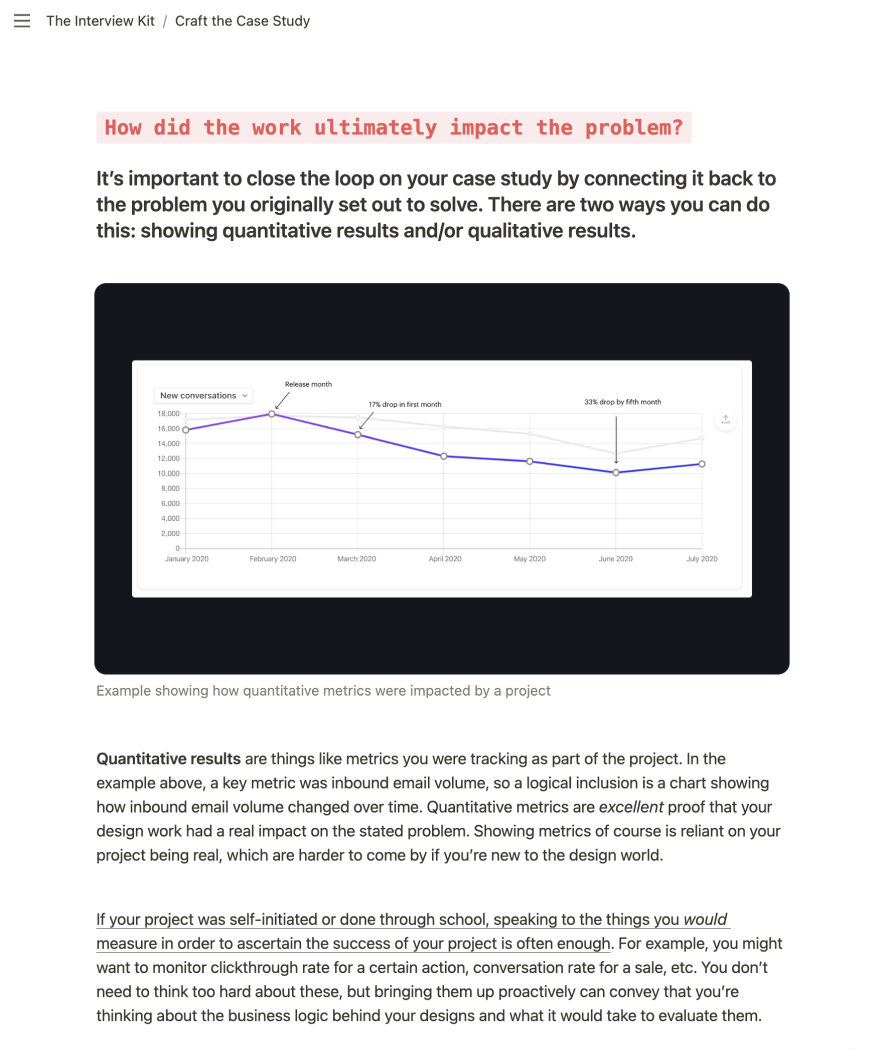 The Interview Kit / Craft the Case Study
How did the work ultimately impact the problem?
It’s important to close the loop on your case study by connecting it back to
the problem you originally set out to solve. There are two ways you can do
this: showing quantitative results and/or qualitative results.
New conversations
Release month
17% drop in first month
33% drop by fifth month
18,000
16,000
14,000
12,000
10,000
8,000
6,000
4,000
2,000
0
January 2020 February 2020 March 2020 April 2020 May 2020 June 2020 July 2020
Example showing how quantitative metrics were impacted by a project
Quantitative results are things like metrics you were tracking as part of the project. In the
example above, a key metric was inbound email volume, so a logical inclusion is a chart showing
how inbound email volume changed over time. Quantitative metrics are excellent proof that your
design work had a real impact on the stated problem. Showing metrics of course is reliant on your
project being real, which are harder to come by if you’re new to the design world.
If your project was self-initiated or done through school, speaking to the things you would
measure in order to ascertain the success of your project is often enough. For example, you might
want to monitor clickthrough rate for a certain action, conversation rate for a sale, etc. You don’t
need to think too hard about these, but bringing them up proactively can convey that you’re
thinking about the business logic behind your designs and what it would take to evaluate them.